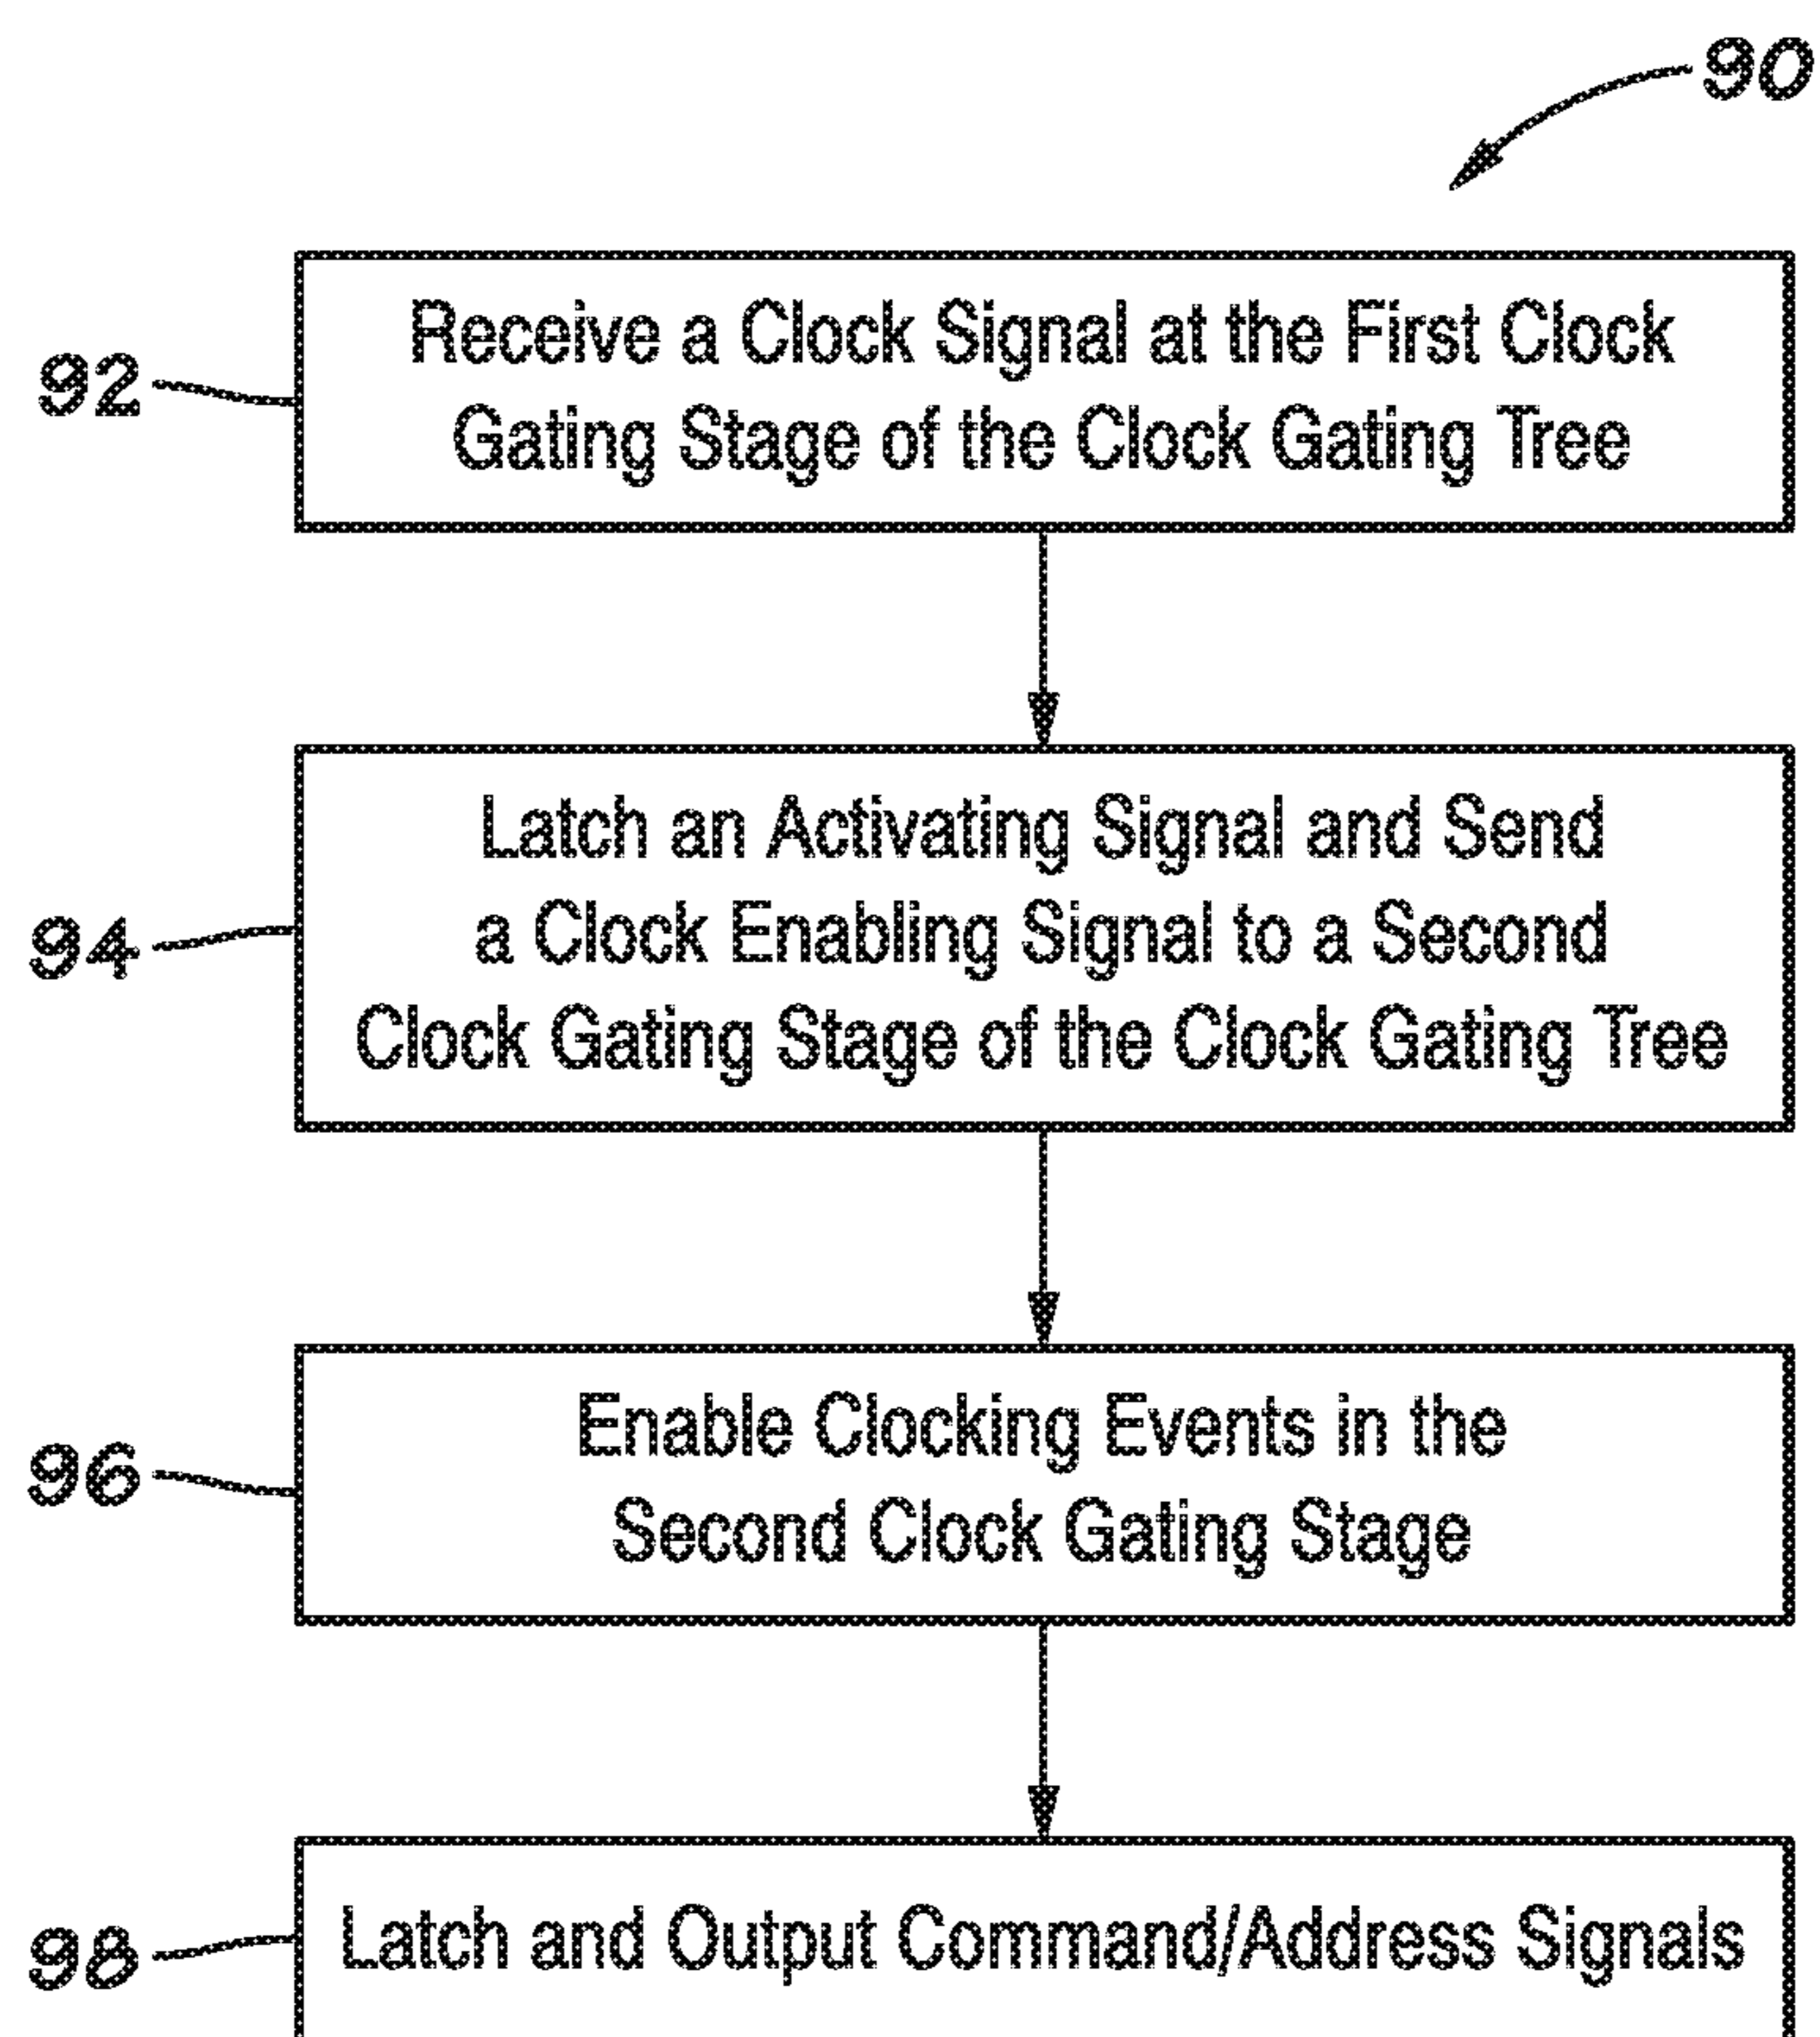 90
92
Receive a Clock Signal at the First Clock
Gating Stage of the Clock Gating Tree
94
Latch an Activating Signal and Send
a Clock Enabling Signal to a Second
Clock Gating Stage of the Clock Gating Tree
96
Enable Clocking Events in the
Second Clock Gating Stage
98
Latch and Output Command/Address Signals